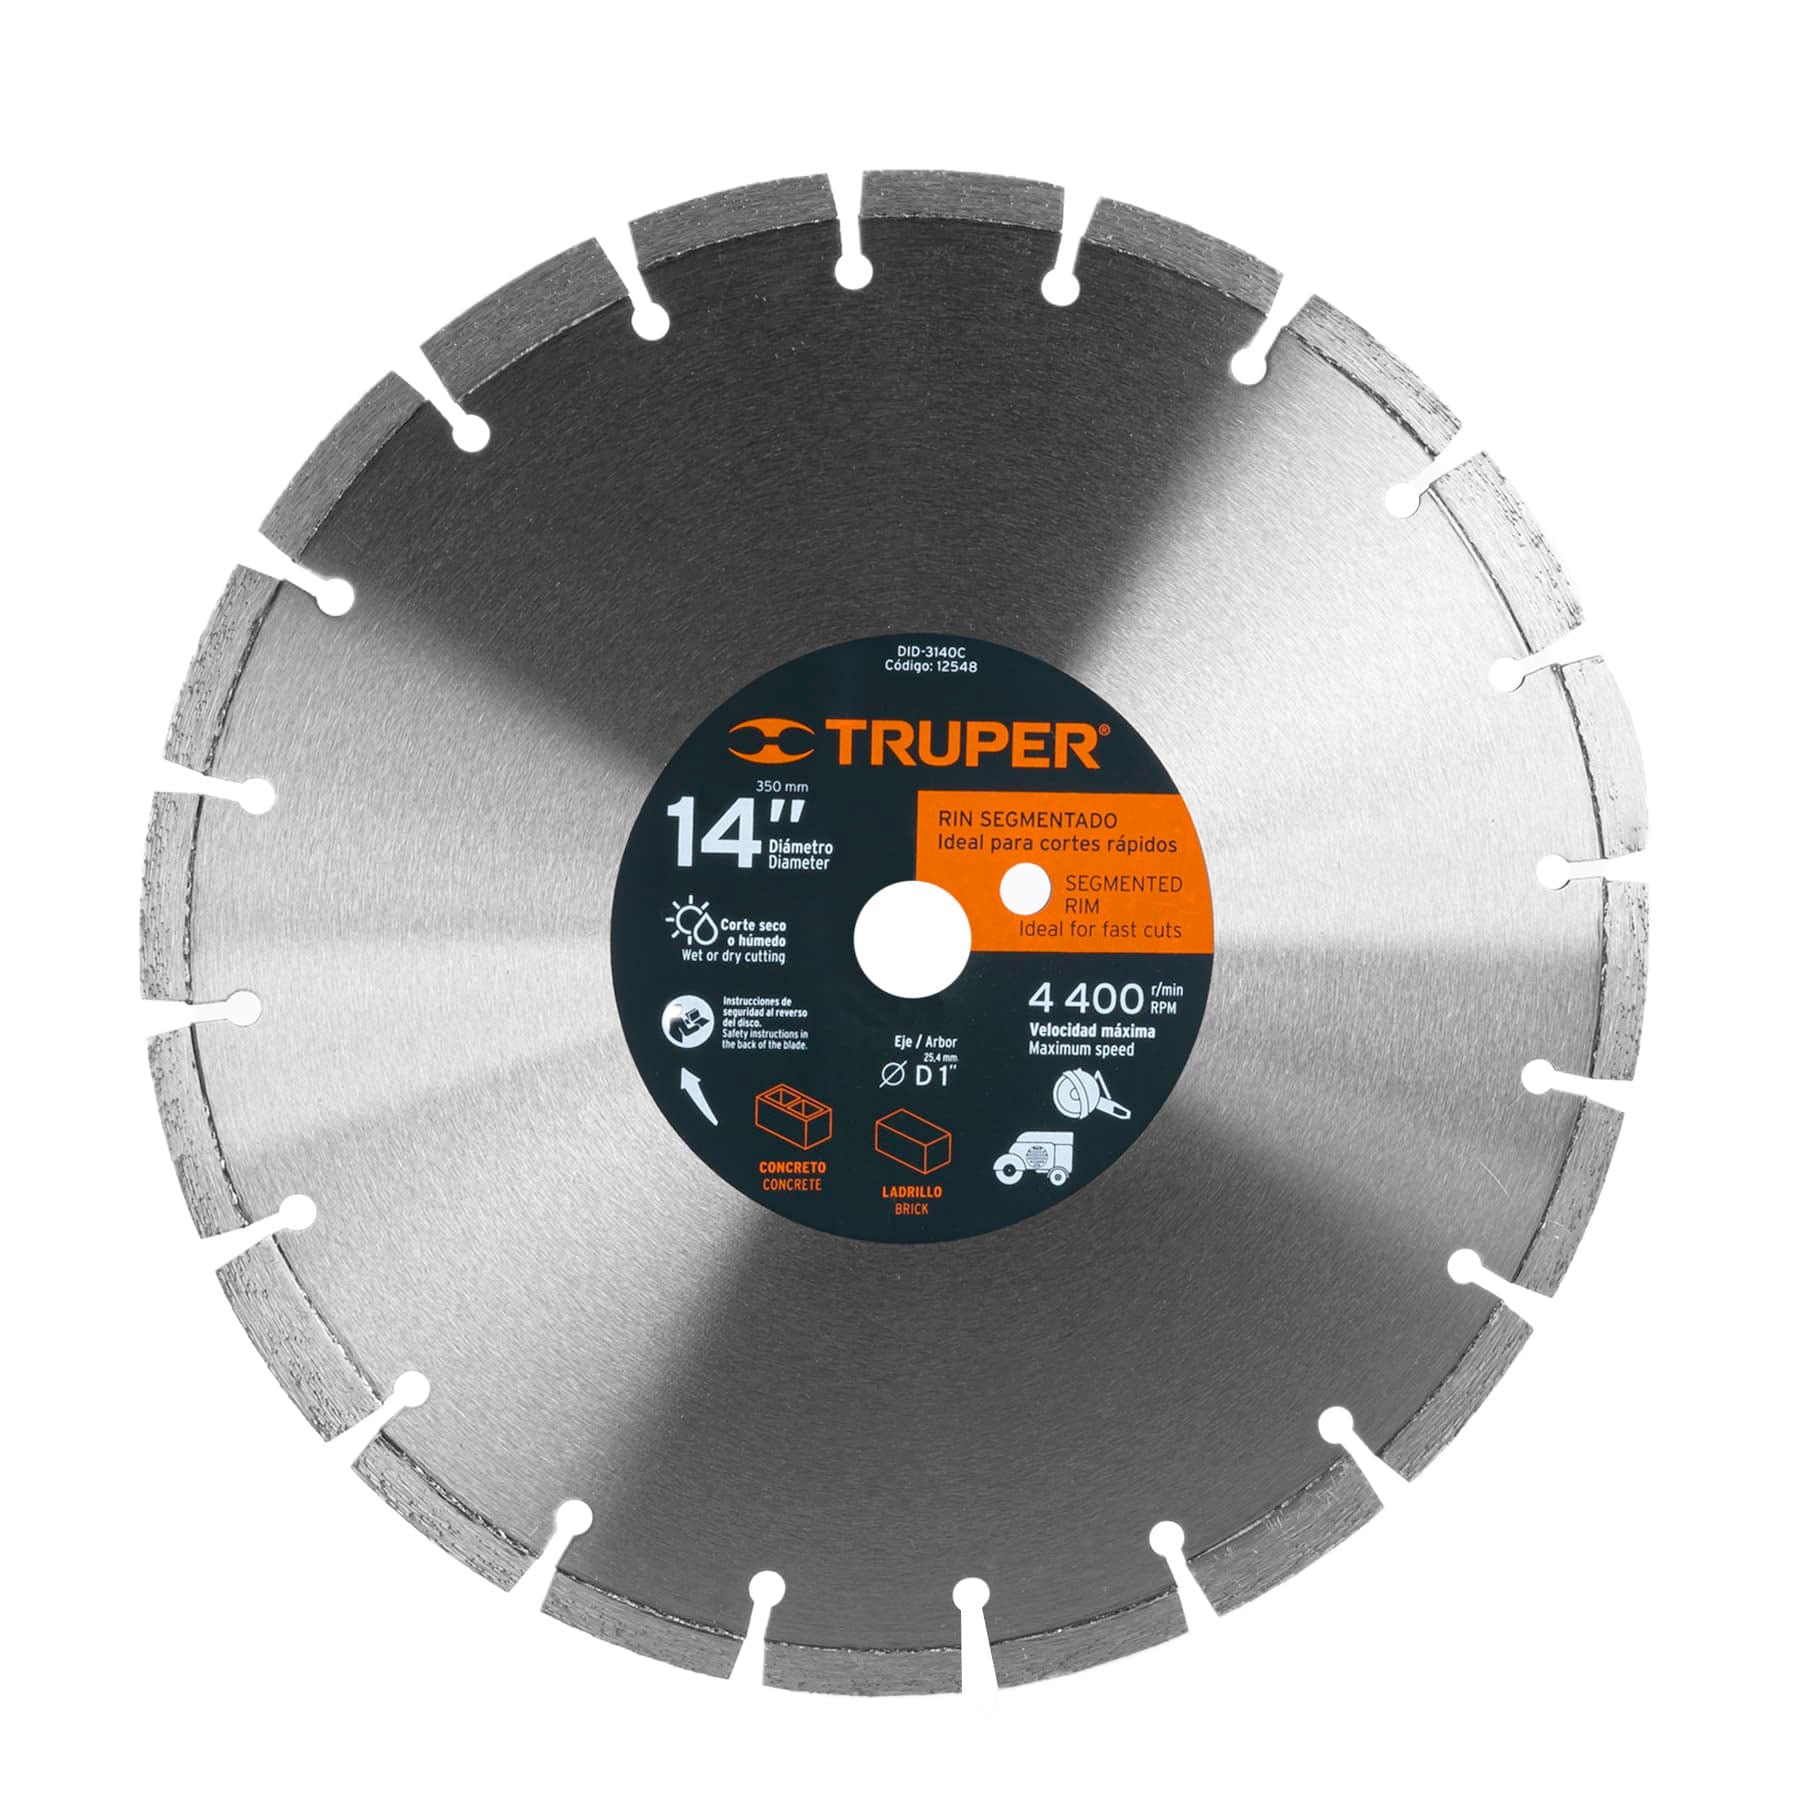 DID-3140C
Código: 12548
TRUPER®
350 mm
14"
Diámetro
Diameter
RIN SEGMENTADO
Ideal para cortes rápidos
SEGMENTED
RIM
Ideal for fast cuts
Corte seco
o húmedo
Wet or dry cutting
Instrucciones de
seguridad al reverso
del disco.
Safety instructions in
the back of the blade.
Eje / Arbor
25,4 mm
Ø D 1"
4 400 r/min
RPM
Velocidad máxima
Maximum speed
CONCRETO
CONCRETE
LADRILLO
BRICK